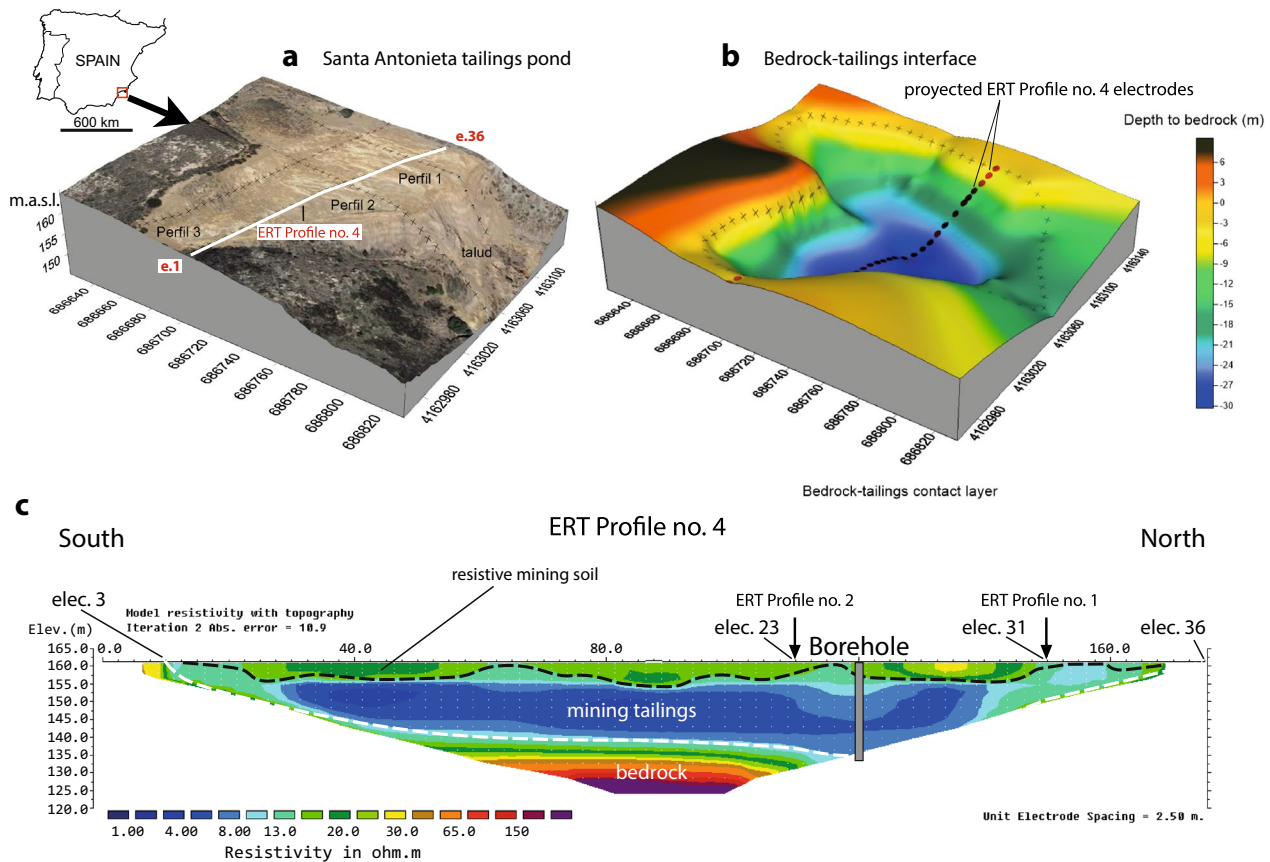 SPAIN
600 km
a Santa Antonieta tailings pond
e.36
Perfil 1
Perfil 2
Perfil 3
ERT Profile no. 4
e.1
talud
m.a.s.l.
160
155
150
686640
686660
686680
686700
686720
686740
686760
686780
686800
686820
4162980
4163020
4163060
4163100
b Bedrock-tailings interface
proyected ERT Profile no. 4 electrodes
Depth to bedrock (m)
6
3
-0
-3
-6
-9
-12
-15
-18
-21
-24
-27
-30
686640
686660
686680
686700
686720
686740
686760
686780
686800
686820
4162980
4163020
4163060
4163100
4163140
Bedrock-tailings contact layer
c
ERT Profile no. 4
South
North
resistive mining soil
elec. 3
Model resistivity with topography
Iteration 2 Abs. error = 10.9
ERT Profile no. 2
ERT Profile no. 1
elec. 23
elec. 31
elec. 36
Borehole
Elev.(m)
0.0
40.0
80.0
160.0
165.0
160.0
155.0
150.0
145.0
140.0
135.0
130.0
125.0
120.0
mining tailings
bedrock
1.00 4.00 8.00 13.0 20.0 30.0 65.0 150
Resistivity in ohm.m
Unit Electrode Spacing = 2.50 m.